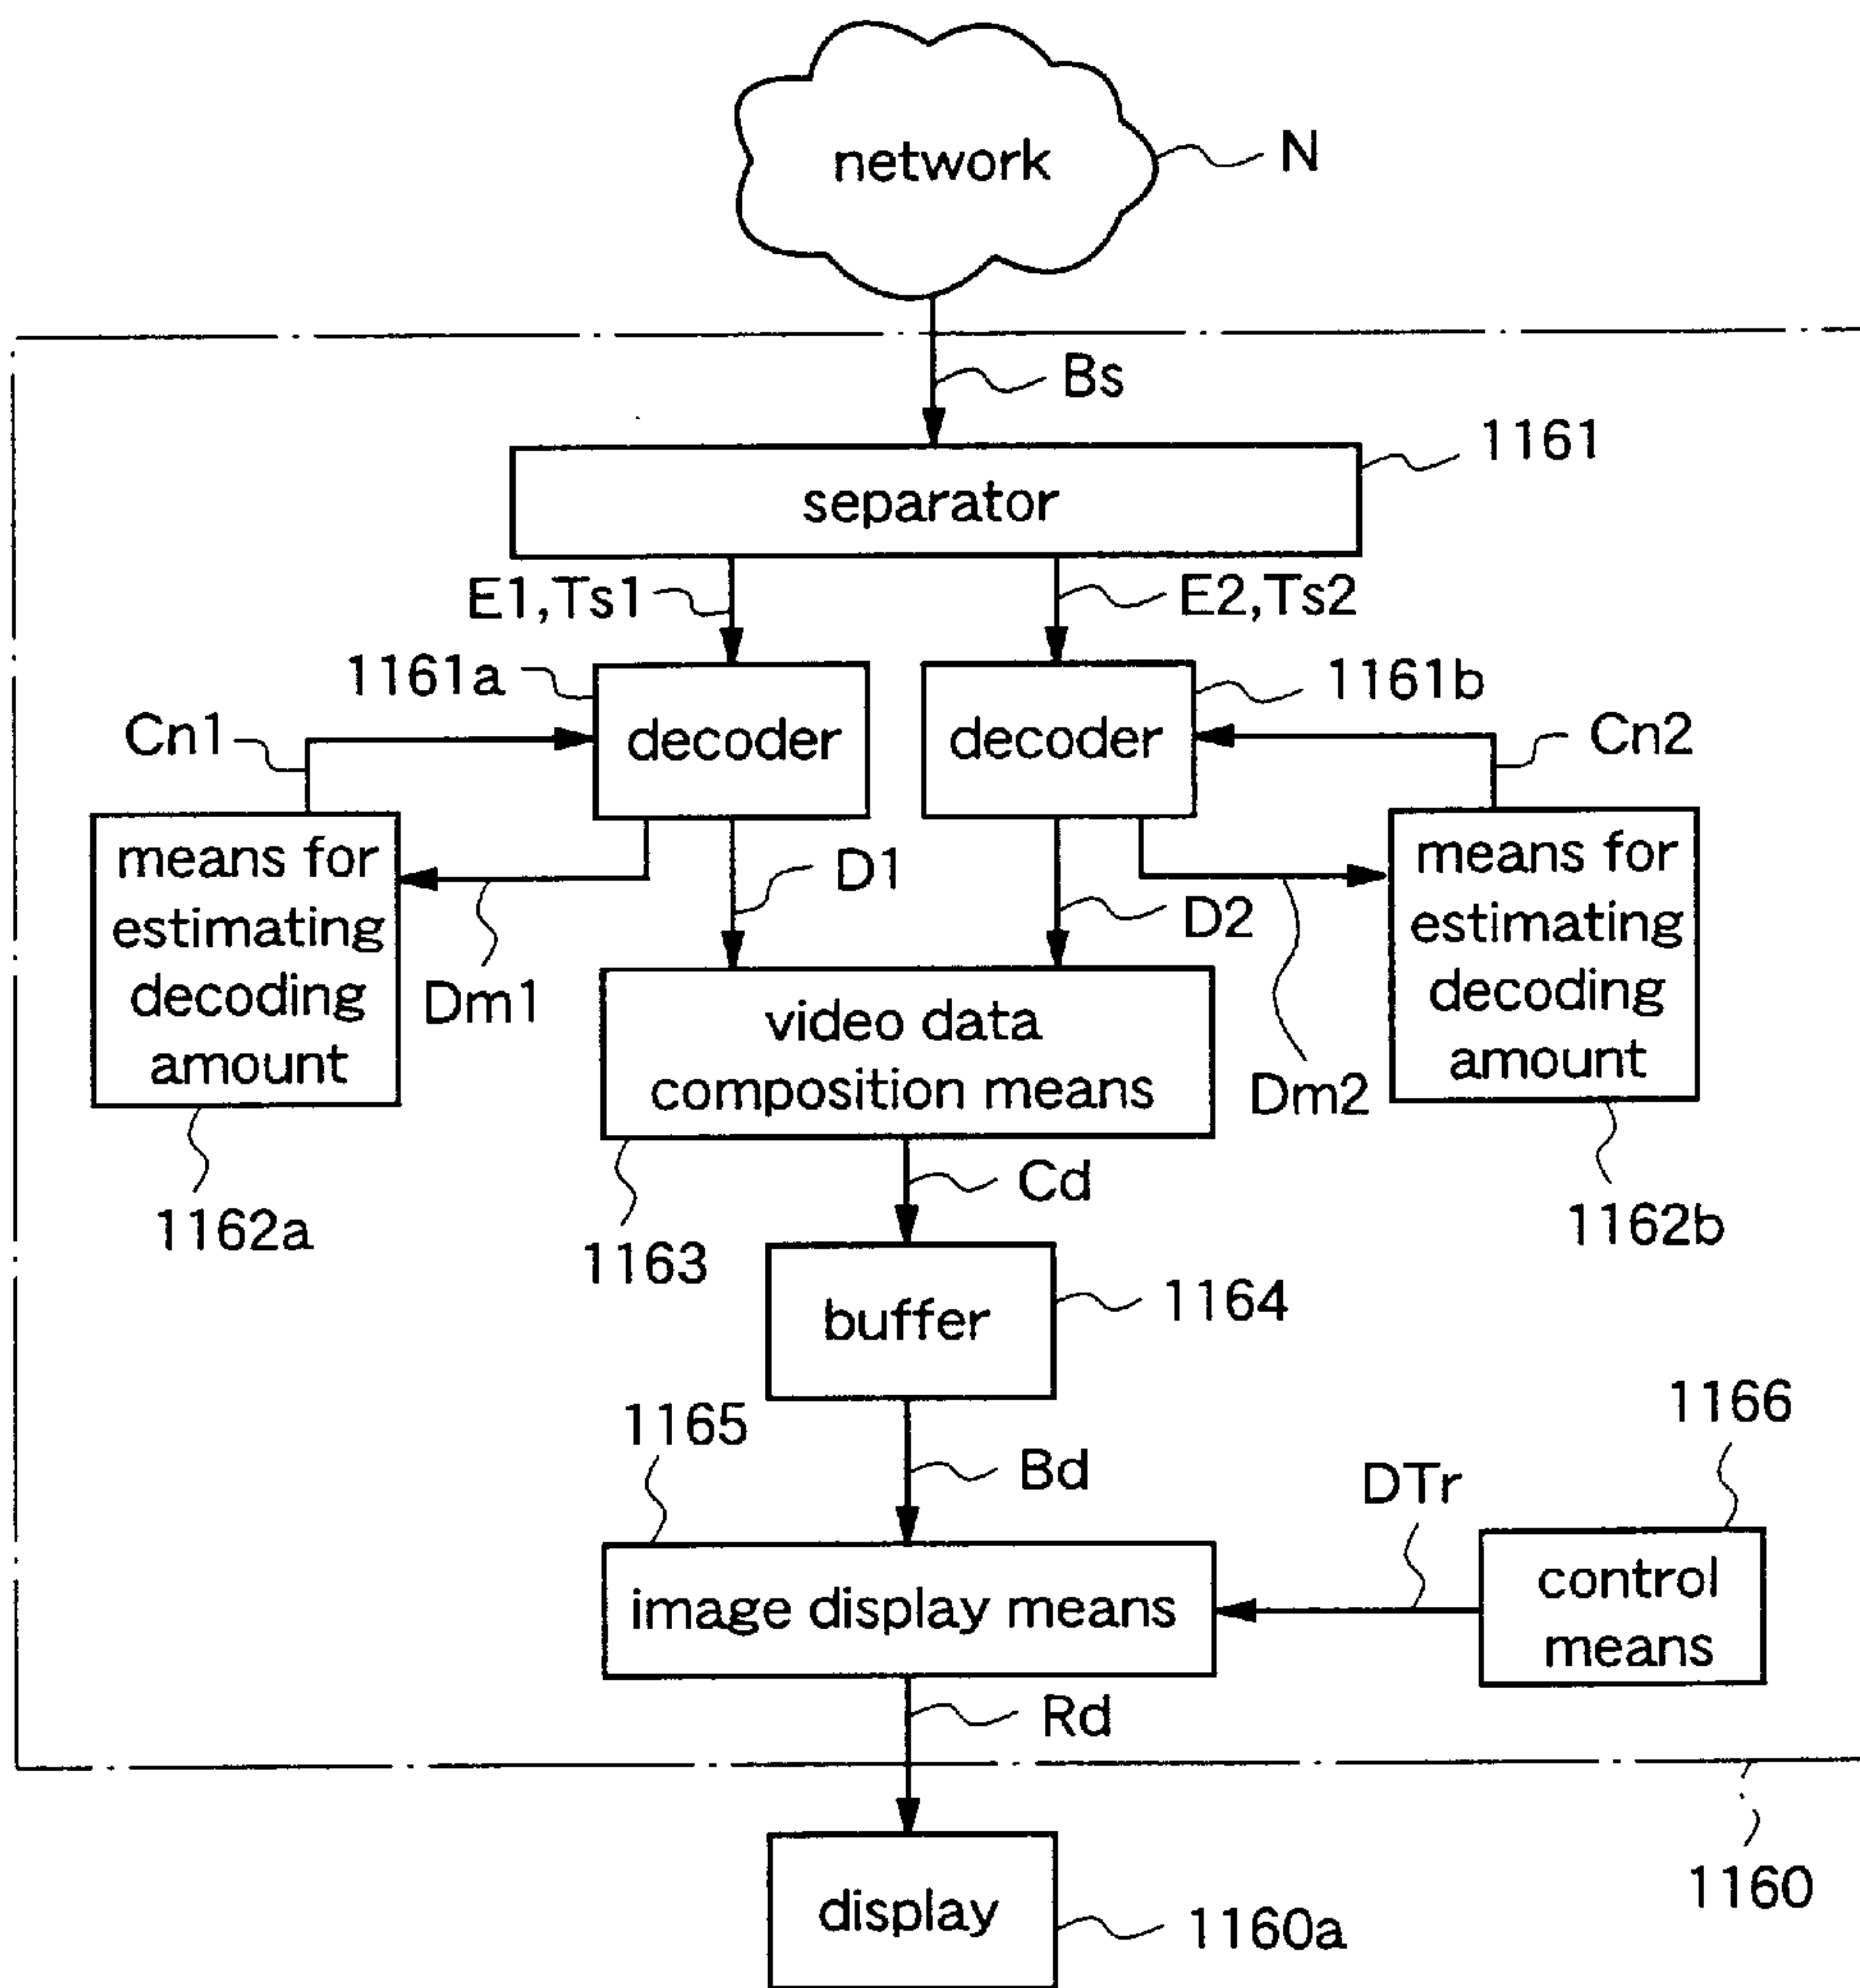 network
N
Bs
1161
separator
E1,Ts1
E2,Ts2
1161a
1161b
Cn1
decoder
decoder
Cn2
means for
estimating
decoding
amount
D1
D2
means for
estimating
decoding
amount
Dm1
Dm2
video data
composition means
1162a
1162b
Cd
1163
buffer
1164
1165
Bd
1166
DTr
image display means
control
means
Rd
1160
display
1160a